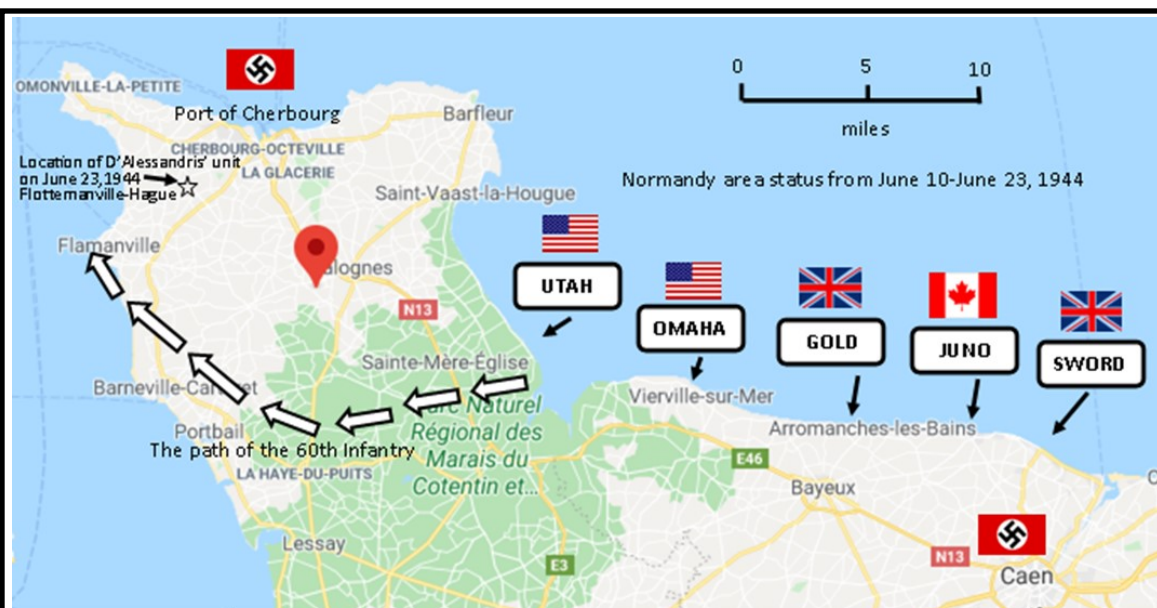 OMONVILLE-LA-PETITE
Port of Cherbourg
Barfleur
CHERBOURG-OCTEVILLE
LA GLACERIE
Location of D'Alessandris' unit
on June 23,1944
Flottemanville-Hague
Saint-Vaast-la-Hougue
0 5 10
miles
Normandy area status from June 10-June 23, 1944
Flamanville
alognes
N13
UTAH
OMAHA
GOLD
JUNO
SWORD
Sainte-Mère-Église
Barneville-Car
et
Portbail
The path of the 60th Infantry
LA HAYE-DU-PUITS
Lessay
Parc Naturel
Régional des
Marais du
Cotentin et...
Vierville-sur-Mer
Arromanches-les-Bains
E46
Bayeux
N13
Caen
E3
C